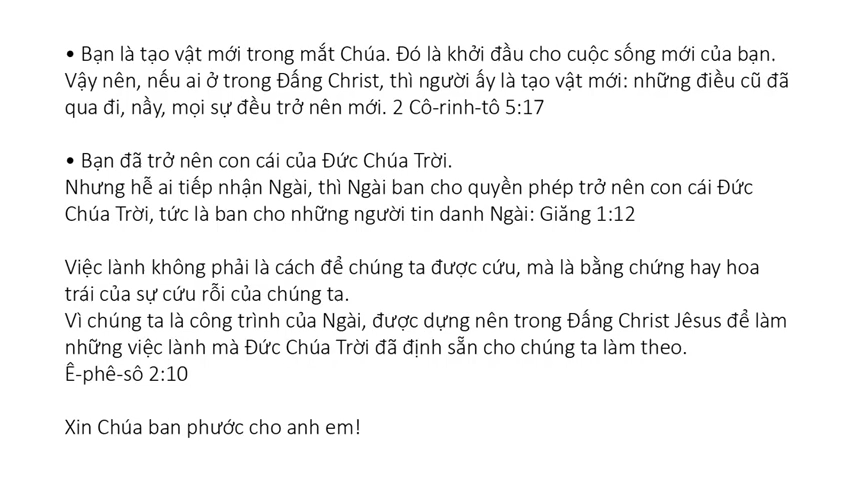 • Bạn là tạo vật mới trong mắt Chúa. Đó là khởi đầu cho cuộc sống mới của bạn.
Vậy nên, nếu ai ở trong Đấng Christ, thì người ấy là tạo vật mới: những điều cũ đã
qua đi, nầy, mọi sự đều trở nên mới. 2 Cô-rinh-tô 5:17
• Bạn đã trở nên con cái của Đức Chúa Trời.
Nhưng hễ ai tiếp nhận Ngài, thì Ngài ban cho quyền phép trở nên con cái Đức
Chúa Trời, tức là ban cho những người tin danh Ngài: Giăng 1:12
Việc lành không phải là cách để chúng ta được cứu, mà là bằng chứng hay hoa
trái của sự cứu rỗi của chúng ta.
Vì chúng ta là công trình của Ngài, được dựng nên trong Đấng Christ Jêsus để làm
những việc lành mà Đức Chúa Trời đã định sẵn cho chúng ta làm theo.
Ê-phê-sô 2:10
Xin Chúa ban phước cho anh em!